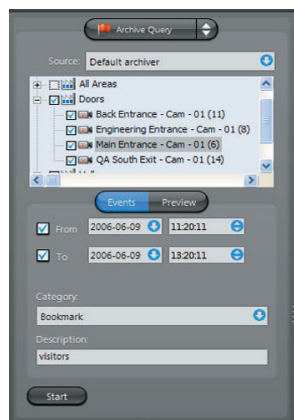 Archive Query
Source: Default archiver
All Areas
Doors
Back Entrance - Cam - 01 (11)
Engineering Entrance - Cam - 01 (8)
Main Entrance - Cam - 01 (6)
QA South Exit - Cam - 01 (14)
Events Preview
From 2006-06-09 11:20:11
To 2006-06-09 13:20:11
Category:
Bookmark
Description:
visitors
Start